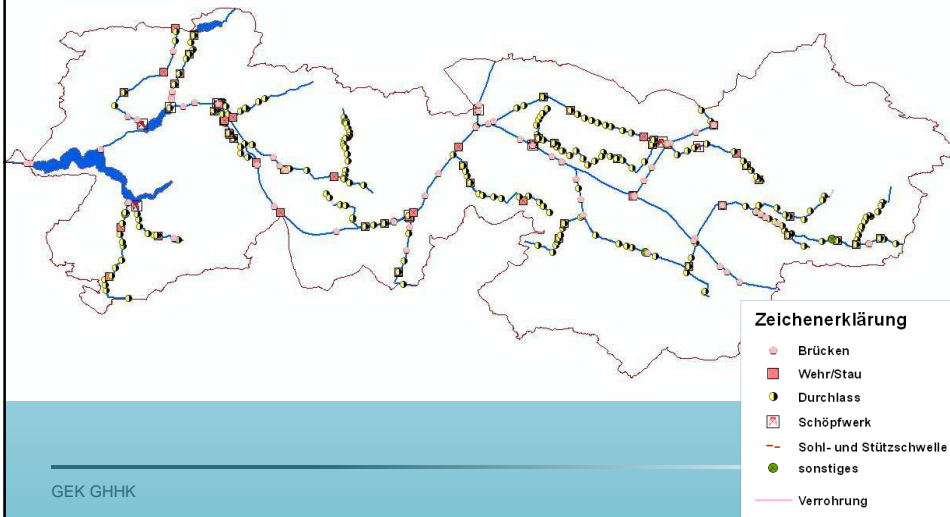 Zeichenerklärung
Brücken
Wehr/Stau
Durchlass
Schöpfwerk
Sohl- und Stützschwelle
sonstiges
Verrohrung
GEK GHHK